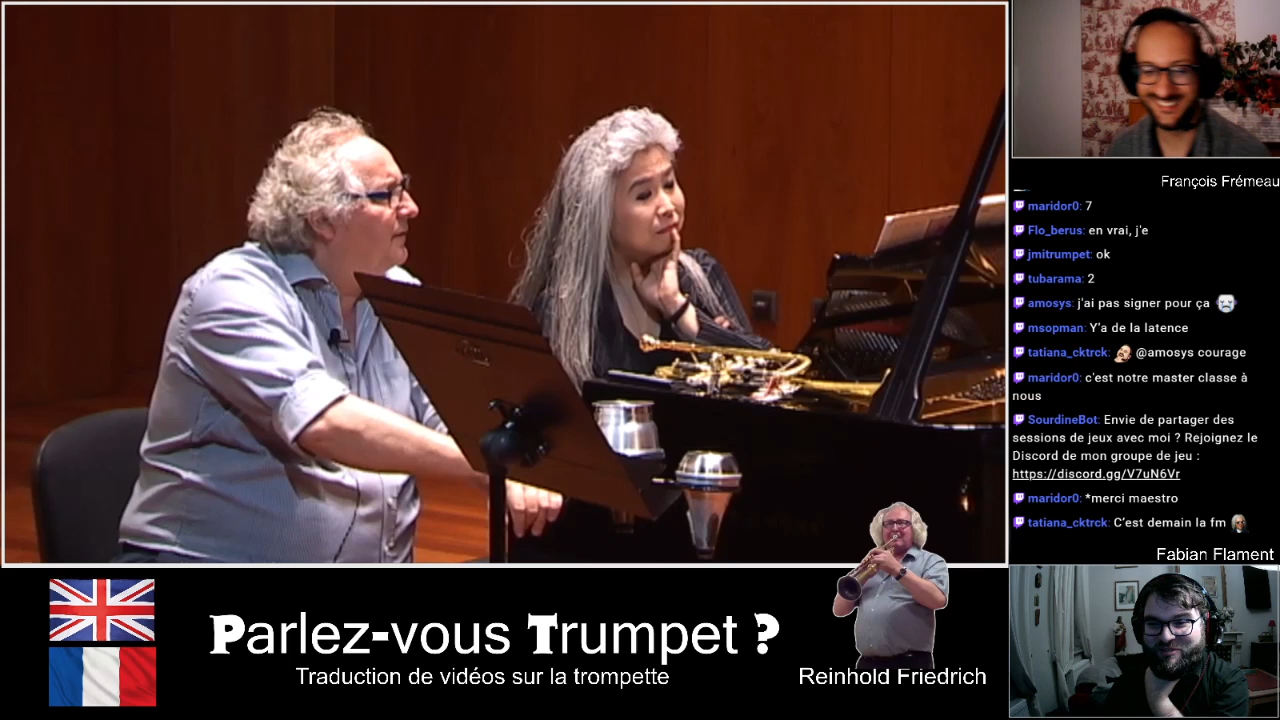 François Frémeau
maridor0: 7
Flo_berus: en vrai, j'e
jmitrumpet: ok
tubarama: 2
amosys: j'ai pas signer pour ça
msopman: Y'a de la latence
tatiana_cktrck: @amosys courage
maridor0: c'est notre master classe à
nous
SourdineBot: Envie de partager des
sessions de jeux avec moi ? Rejoignez le
Discord de mon groupe de jeu :
https://discord.gg/V7uN6Vr
maridor0: *merci maestro
tatiana_cktrck: C'est demain la fm
Fabian Flament
Parlez-vous Trumpet ?
Traduction de vidéos sur la trompette
Reinhold Friedrich